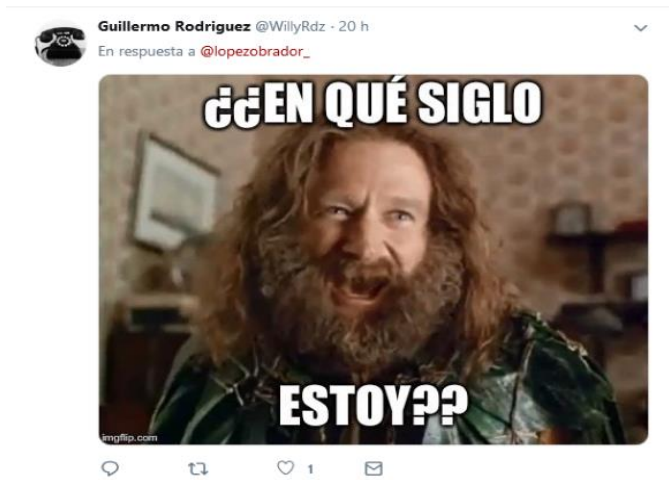 Guillermo Rodriguez @WillyRdz · 20 h
En respuesta a @lopezobrador_
¿¿EN QUÉ SIGLO
ESTOY??
imgflip.com
1